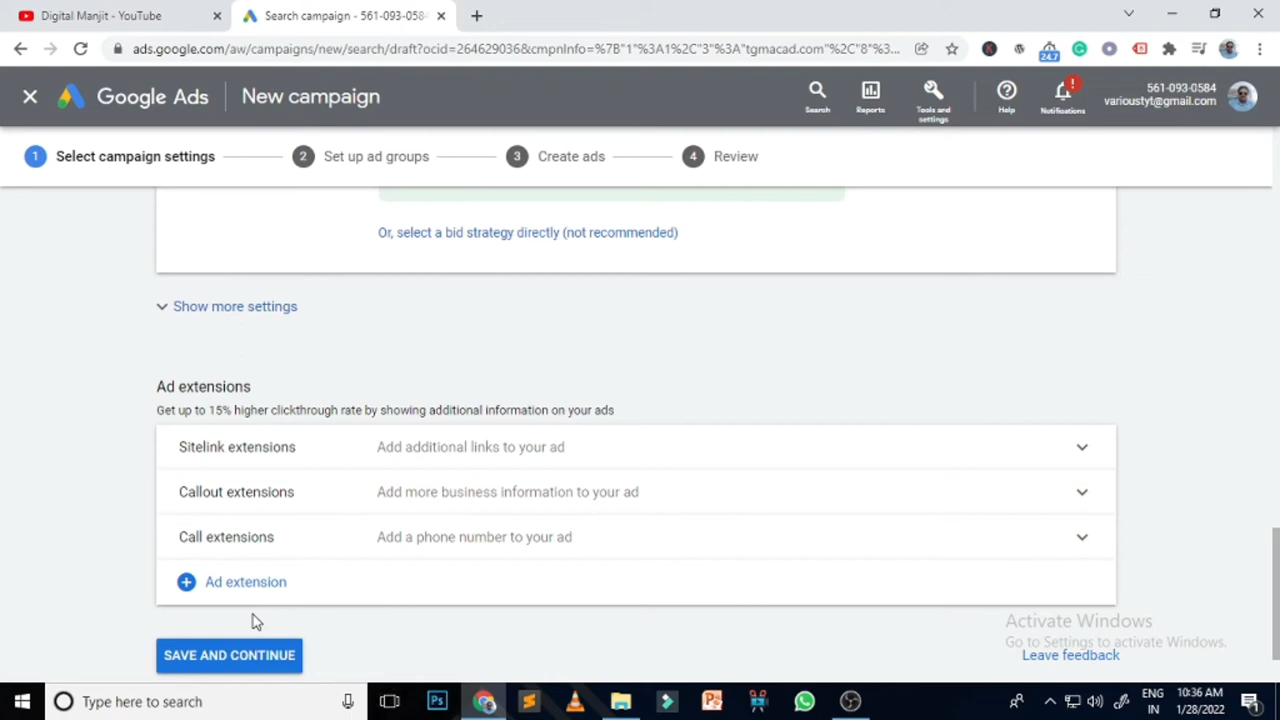 Digital Manjit - YouTube
Search campaign - 561-093-0584
ads.google.com/aw/campaigns/new/search/draft?ocid=264629036&cmpnInfo=%7B"1"%3A1%2C"3"%3A"tgmacad.com"%2C"8"%3...
24.7
Google Ads
New campaign
Search
Reports
Tools and settings
Help
!
Notifications
561-093-0584
varioustyt@gmail.com
1 Select campaign settings
2 Set up ad groups
3 Create ads
4 Review
Or, select a bid strategy directly (not recommended)
Show more settings
Ad extensions
Get up to 15% higher clickthrough rate by showing additional information on your ads
Sitelink extensions Add additional links to your ad
Callout extensions Add more business information to your ad
Call extensions Add a phone number to your ad
Ad extension
SAVE AND CONTINUE
Activate Windows
Go to Settings to activate Windows.
Leave feedback
Type here to search
Ps
ENG
IN
10:36 AM
1/28/2022